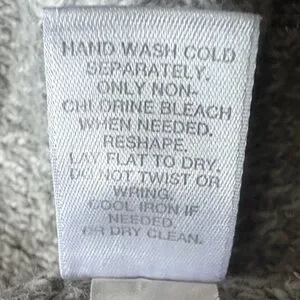 HAND WASH COLD
SEPARATELY.
ONLY NON-
CHLORINE BLEACH
WHEN NEEDED.
RESHAPE.
LAY FLAT TO DRY.
DO NOT TWIST OR
WRING.
COOL IRON IF
NEEDED
OR DRY CLEAN.